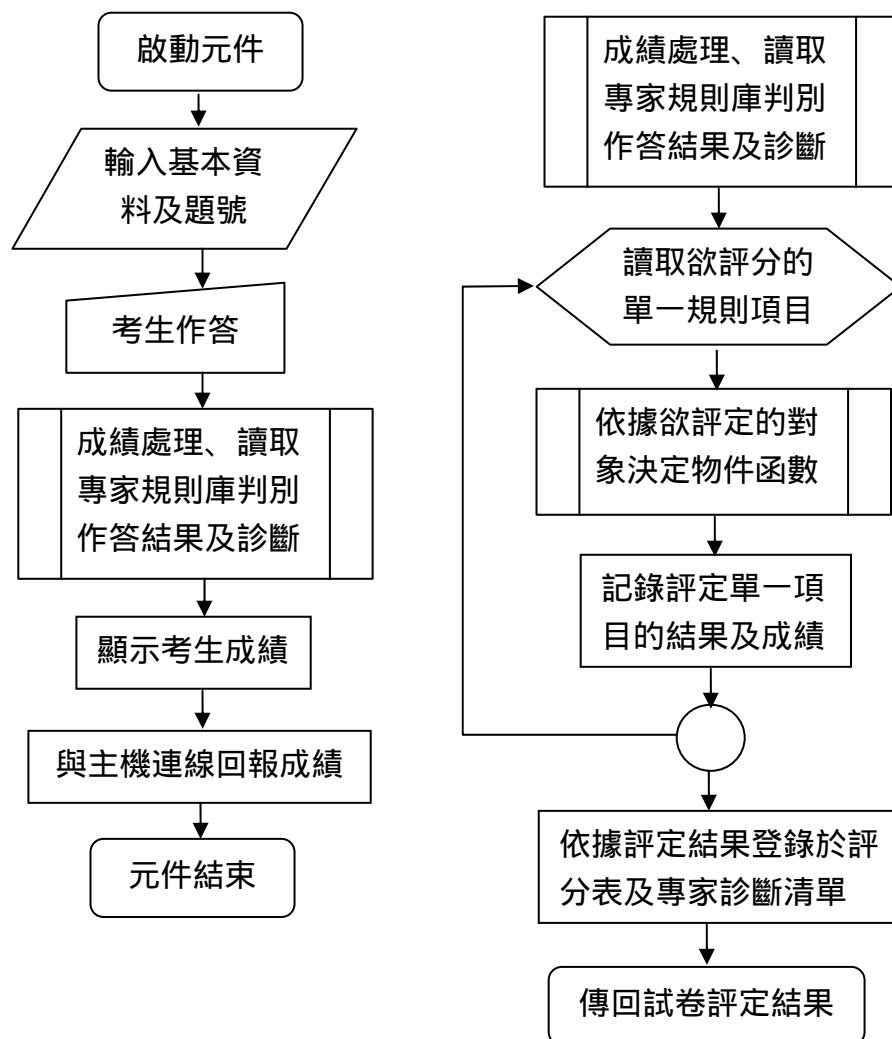 啟動元件
輸入基本資
料及題號
考生作答
成績處理、讀取
專家規則庫判別
作答結果及診斷
顯示考生成績
與主機連線回報成績
元件結束
成績處理、讀取
專家規則庫判別
作答結果及診斷
讀取欲評分的
單一規則項目
依據欲評定的對
象決定物件函數
記錄評定單一項
目的結果及成績
依據評定結果登錄於評
分表及專家診斷清單
傳回試卷評定結果